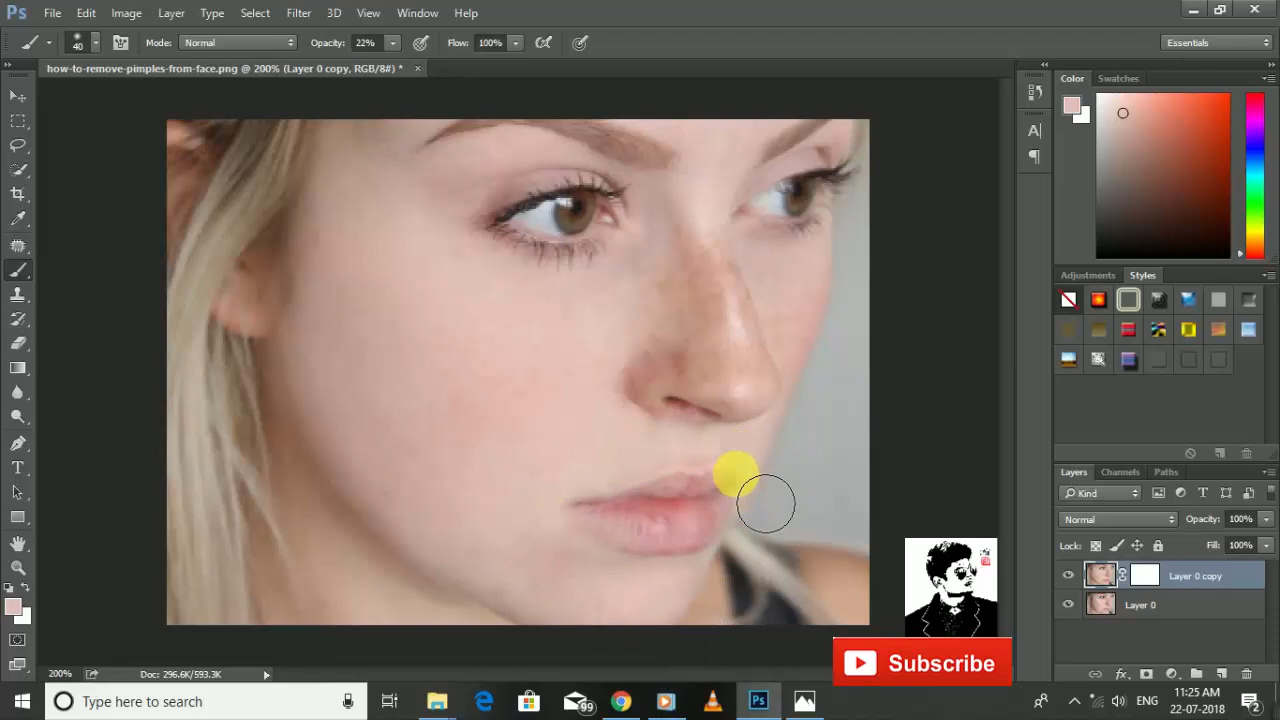 Ps File Edit Image Layer Type Select Filter 3D View Window Help
40 Mode: Normal Opacity: 22% Flow: 100% Essentials
how-to-remove-pimples-from-face.png @ 200% (Layer 0 copy, RGB/8#) *
Color Swatches
Adjustments Styles
Layers Channels Paths
Kind
Normal Opacity: 100%
Lock: Fill: 100%
Layer 0 copy
Layer 0
Subscribe
200% Doc: 296.6K/593.3K
Type here to search
99 Ps ENG 11:25 AM
22-07-2018 2